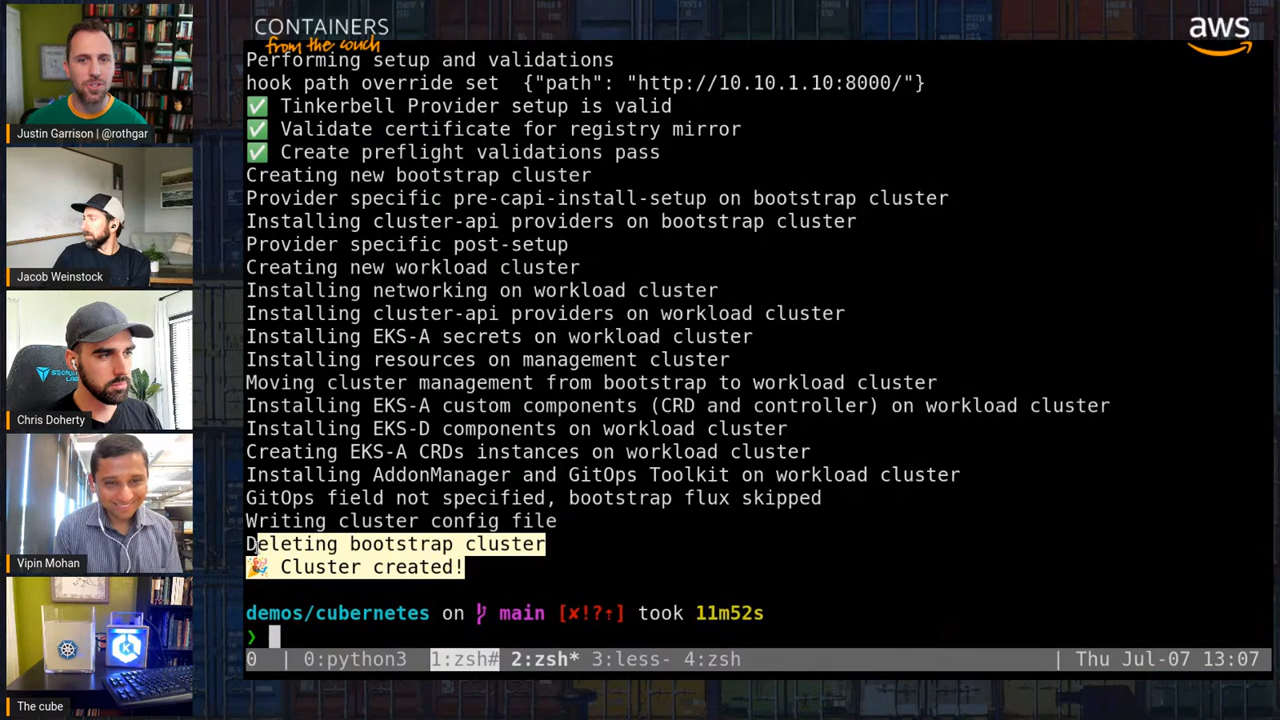 CONTAINERS
from the couch
aws
Performing setup and validations
hook path override set {"path": "http://10.10.1.10:8000/"}
✅ Tinkerbell Provider setup is valid
✅ Validate certificate for registry mirror
✅ Create preflight validations pass
Creating new bootstrap cluster
Provider specific pre-capi-install-setup on bootstrap cluster
Installing cluster-api providers on bootstrap cluster
Provider specific post-setup
Creating new workload cluster
Installing networking on workload cluster
Installing cluster-api providers on workload cluster
Installing EKS-A secrets on workload cluster
Installing resources on management cluster
Moving cluster management from bootstrap to workload cluster
Installing EKS-A custom components (CRD and controller) on workload cluster
Installing EKS-D components on workload cluster
Creating EKS-A CRDs instances on workload cluster
Installing AddonManager and GitOps Toolkit on workload cluster
GitOps field not specified, bootstrap flux skipped
Writing cluster config file
Deleting bootstrap cluster
🎉 Cluster created!
demos/cubernetes on main [✘!?⇡] took 11m52s
❯
0 | 0:python3 1:zsh# 2:zsh* 3:less- 4:zsh | Thu Jul-07 13:07
Justin Garrison | @rothgar
Jacob Weinstock
Chris Doherty
Vipin Mohan
The cube
K